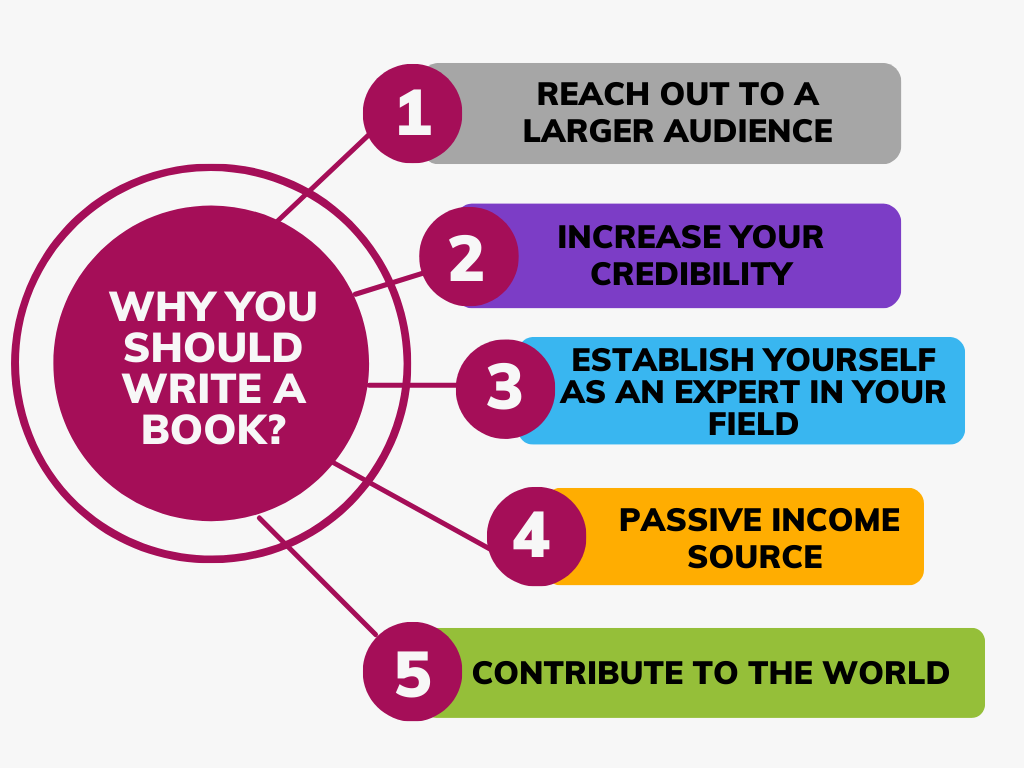 WHY YOU
SHOULD
WRITE A
BOOK?
1
REACH OUT TO A
LARGER AUDIENCE
2
INCREASE YOUR
CREDIBILITY
3
ESTABLISH YOURSELF
AS AN EXPERT IN YOUR
FIELD
4
PASSIVE INCOME
SOURCE
5
CONTRIBUTE TO THE WORLD